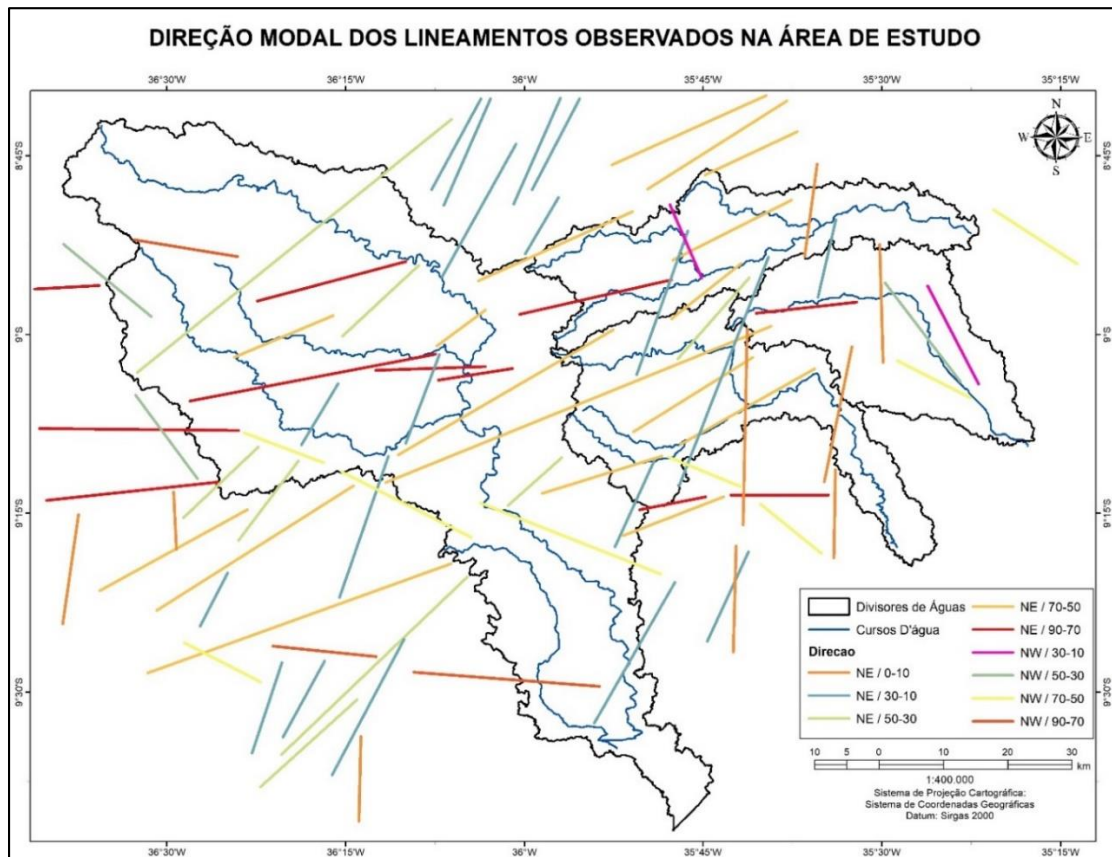 DIREÇÃO MODAL DOS LINEAMENTOS OBSERVADOS NA ÁREA DE ESTUDO
36°30'W 36°15'W 36°0'W 35°45'W 35°30'W 35°15'W
N
W E
S
8°45'S 8°45'S
9°S 9°S
9°15'S 9°15'S
9°30'S 9°30'S
Divisores de Águas
Cursos D'água
Direcao
NE / 0-10
NE / 30-10
NE / 50-30
NE / 70-50
NE / 90-70
NW / 30-10
NW / 50-30
NW / 70-50
NW / 90-70
10 5 0 10 20 30
km
1:400.000
Sistema de Projeção Cartográfica:
Sistema de Coordenadas Geográficas
Datum: Sirgas 2000
36°30'W 36°15'W 36°0'W 35°45'W 35°30'W 35°15'W